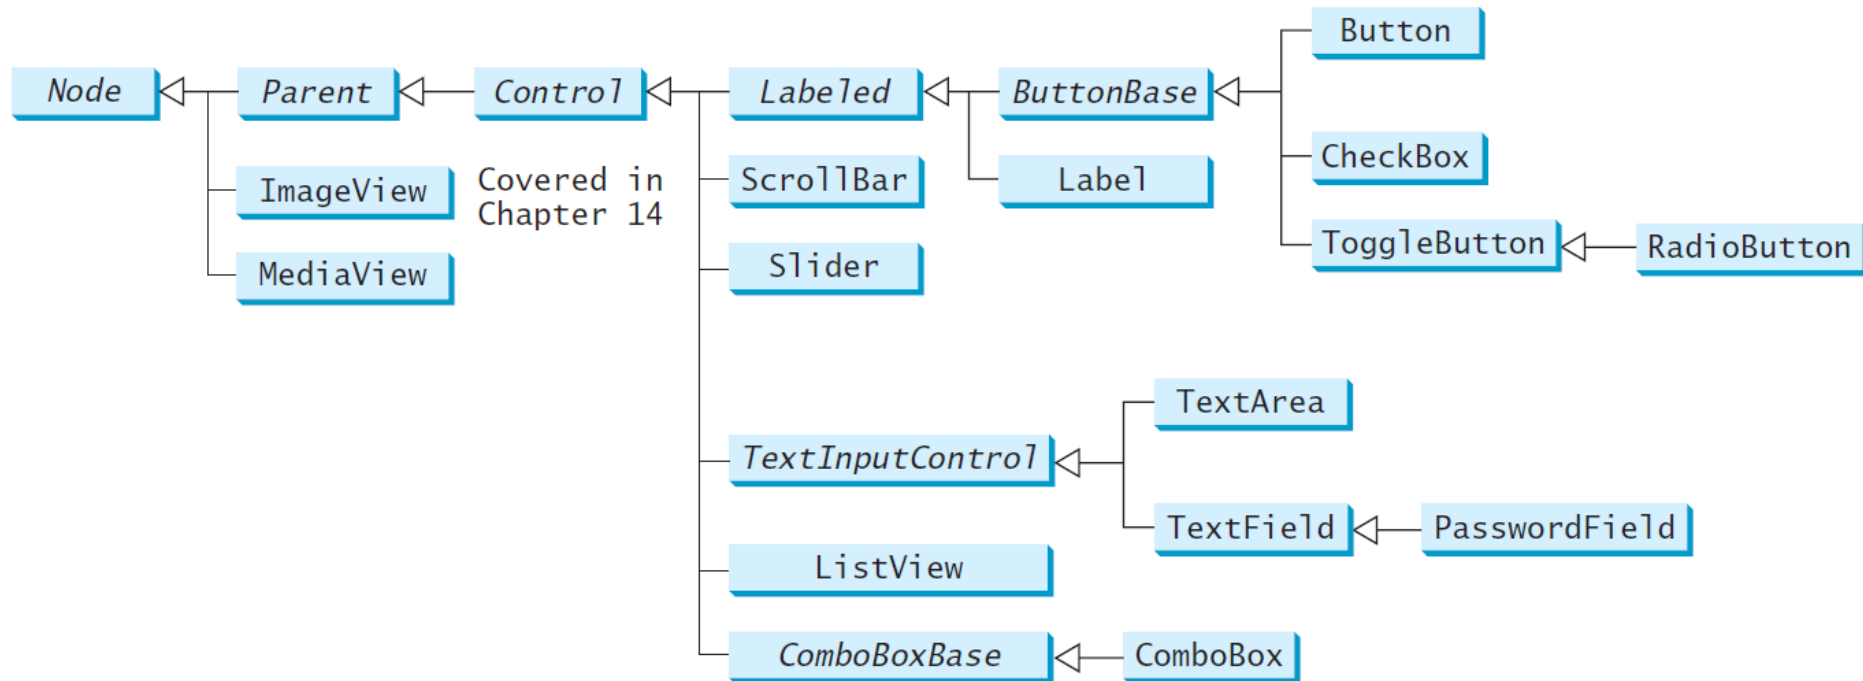 Button
Node
Parent
Control
Labeled
ButtonBase
CheckBox
ImageView
Covered in
Chapter 14
ScrollBar
Label
ToggleButton
RadioButton
MediaView
Slider
TextArea
TextInputControl
TextField
PasswordField
ListView
ComboBoxBase
ComboBox